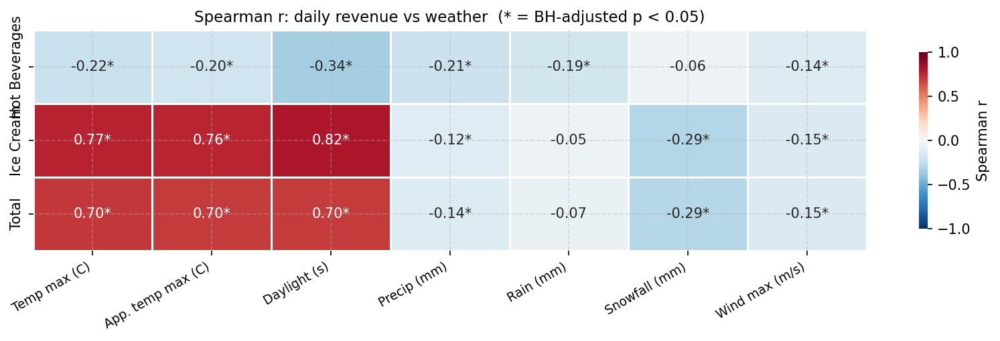 Spearman r: daily revenue vs weather (* = BH-adjusted p < 0.05)
Hot Beverages
-0.22* -0.20* -0.34* -0.21* -0.19* -0.06 -0.14*
Ice Cream
0.77* 0.76* 0.82* -0.12* -0.05 -0.29* -0.15*
Total
0.70* 0.70* 0.70* -0.14* -0.07 -0.29* -0.15*
Temp max (C)
App. temp max (C)
Daylight (s)
Precip (mm)
Rain (mm)
Snowfall (mm)
Wind max (m/s)
1.0
0.5
0.0
−0.5
−1.0
Spearman r